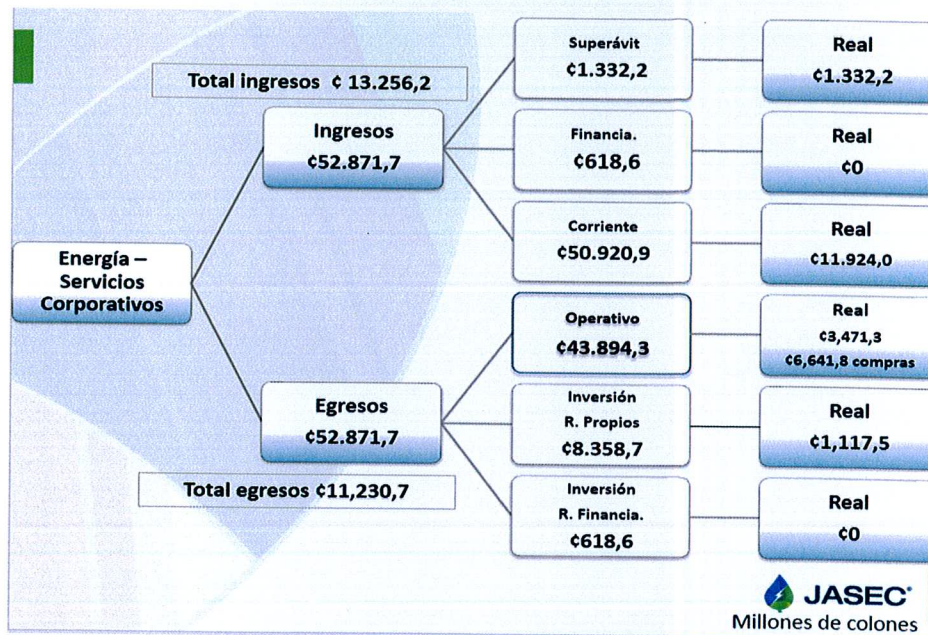 Total ingresos ¢ 13.256,2
Energía –
Servicios
Corporativos
Ingresos
¢52.871,7
Superávit
¢1.332,2
Real
¢1.332,2
Financia.
¢618,6
Real
¢0
Corriente
¢50.920,9
Real
¢11.924,0
Egresos
¢52.871,7
Total egresos ¢11,230,7
Operativo
¢43.894,3
Real
¢3,471,3
¢6,641,8 compras
Inversión
R. Propios
¢8.358,7
Real
¢1,117,5
Inversión
R. Financia.
¢618,6
Real
¢0
JASEC®
Millones de colones